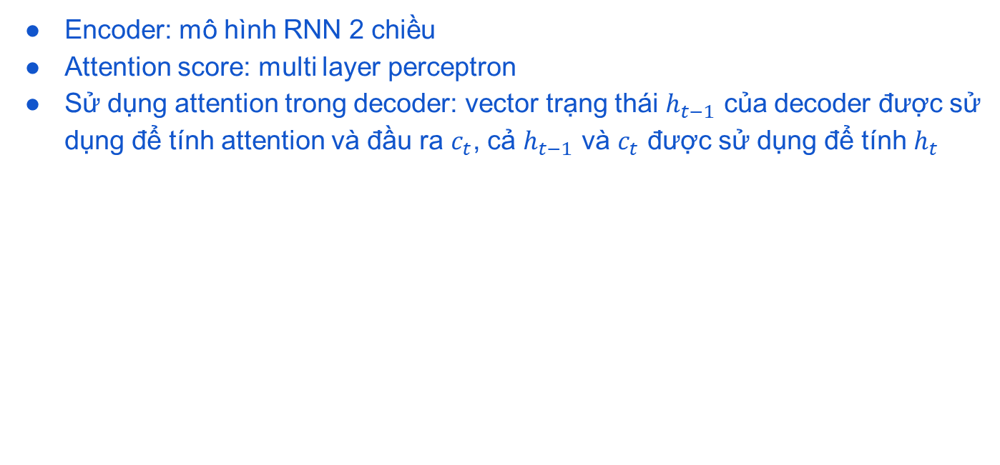 ● Encoder: mô hình RNN 2 chiều
● Attention score: multi layer perceptron
● Sử dụng attention trong decoder: vector trạng thái h_{t−1} của decoder được sử
dụng để tính attention và đầu ra c_t, cả h_{t−1} và c_t được sử dụng để tính h_t